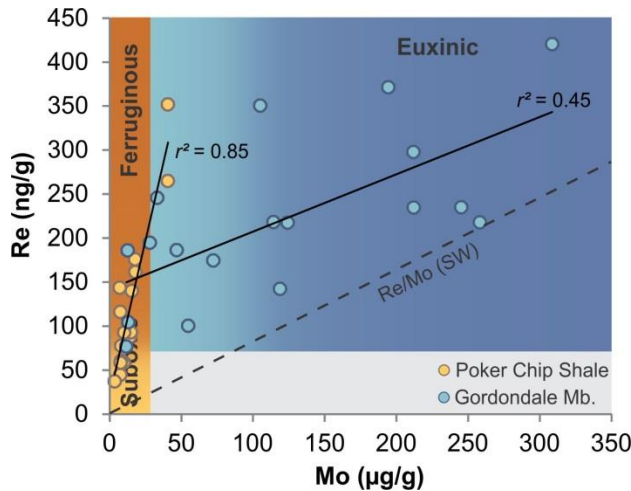 450
400
350
300
250
200
150
100
50
0
Re (ng/g)
Ferruginous
Euxinic
r² = 0.85
r² = 0.45
Re/Mo (SW)
Poker Chip Shale
Gordondale Mb.
0 50 100 150 200 250 300 350
Mo (µg/g)